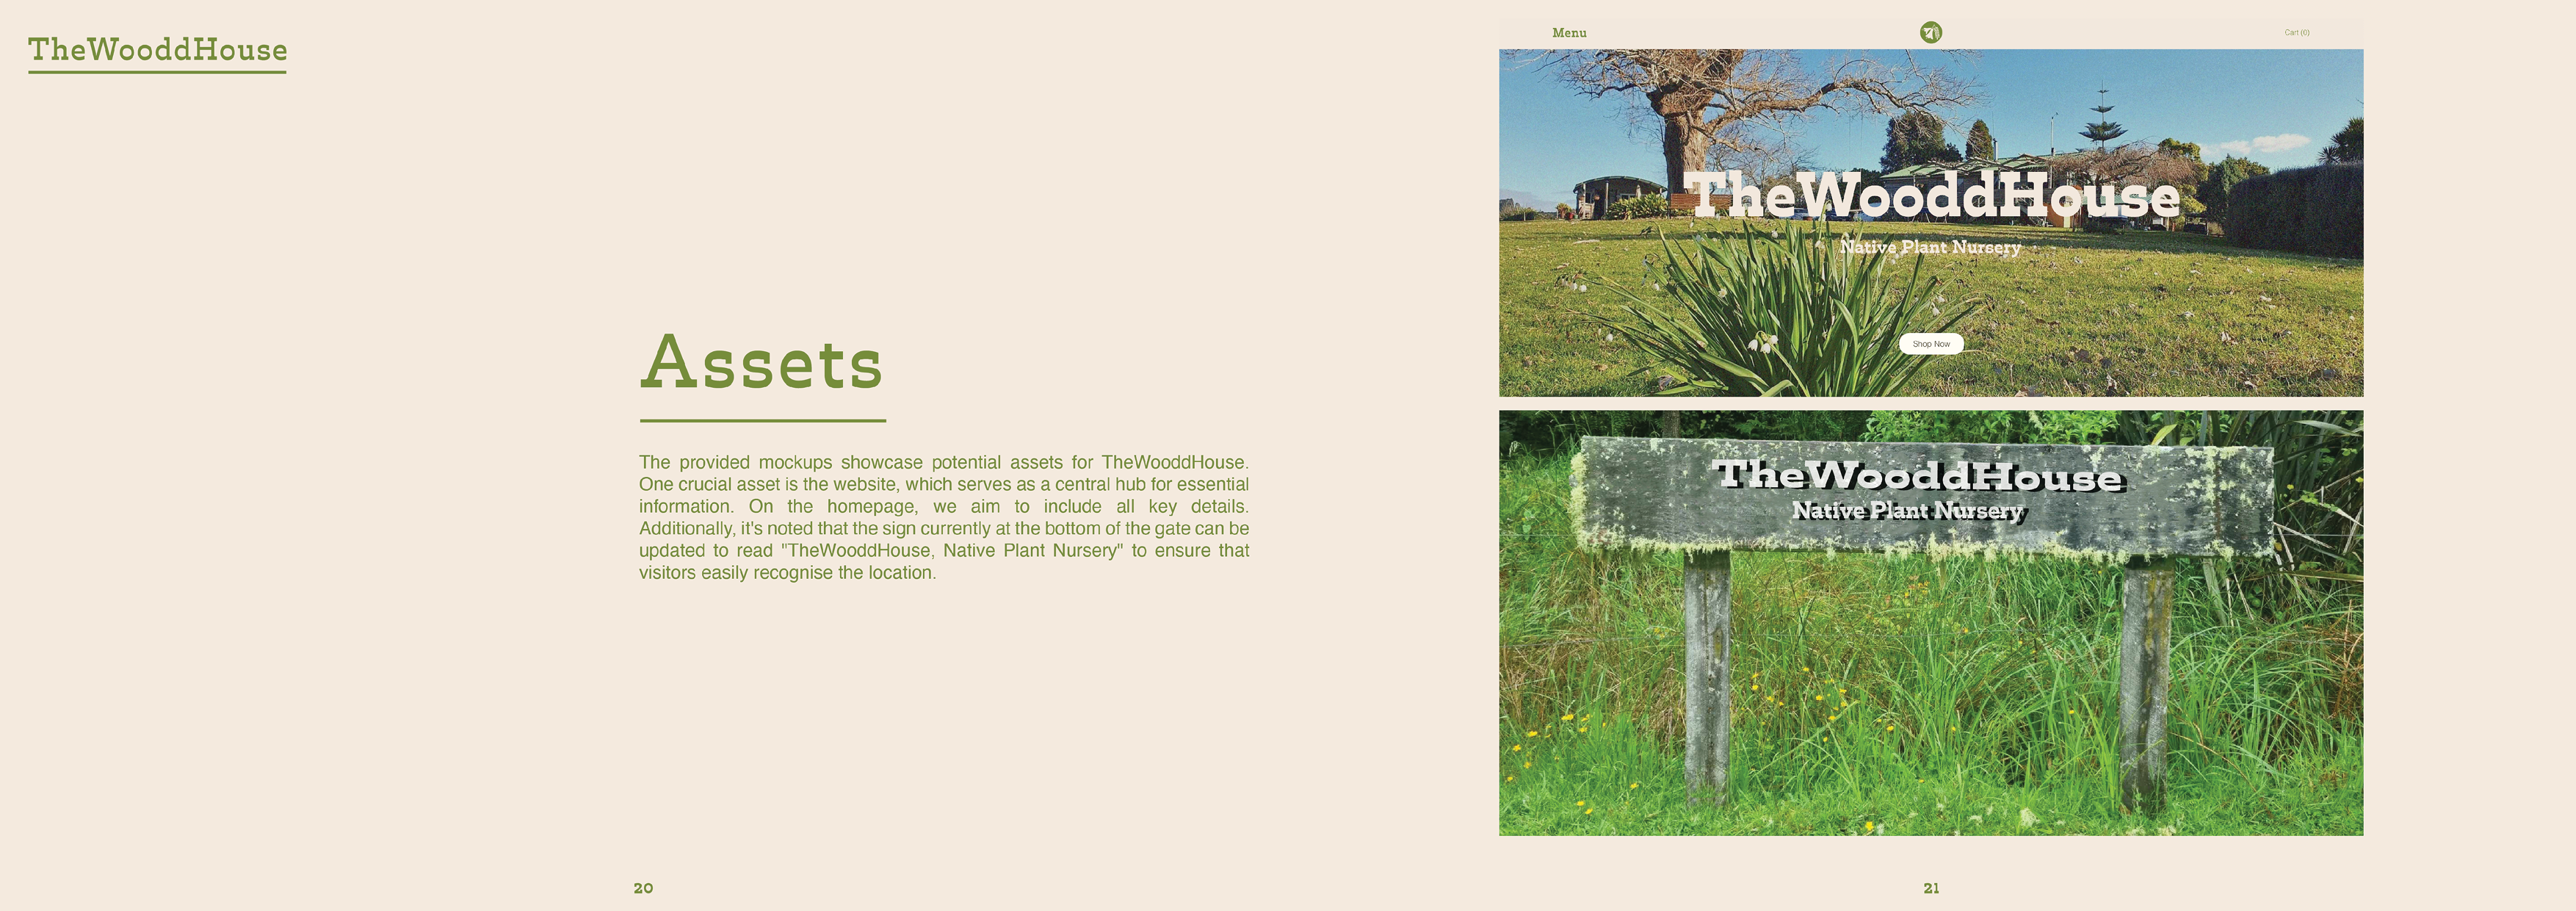 TheWooddHouse
Assets
The provided mockups showcase potential assets for TheWooddHouse.
One crucial asset is the website, which serves as a central hub for essential
information. On the homepage, we aim to include all key details.
Additionally, it's noted that the sign currently at the bottom of the gate can be
updated to read "TheWooddHouse, Native Plant Nursery" to ensure that
visitors easily recognise the location.
20
Menu
Cart (0)
TheWooddHouse
Native Plant Nursery
Shop Now
TheWooddHouse
Native Plant Nursery
21